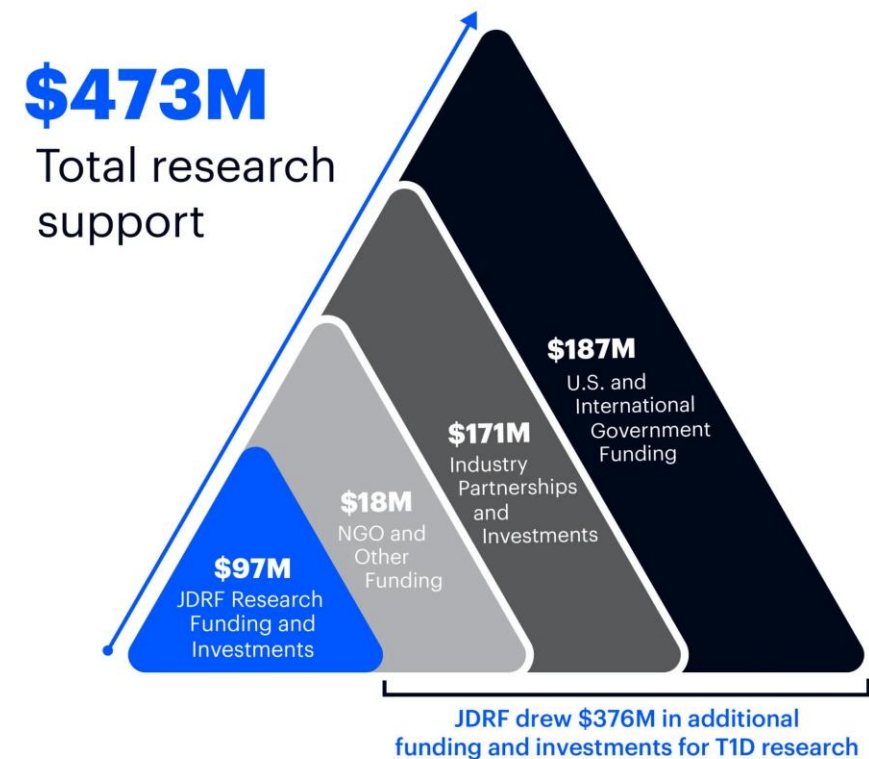 $473M
Total research
support
$187M
U.S. and
International
Government
Funding
$171M
Industry
Partnerships
and
Investments
$18M
NGO and
Other
Funding
$97M
JDRF Research
Funding and
Investments
JDRF drew $376M in additional
funding and investments for T1D research